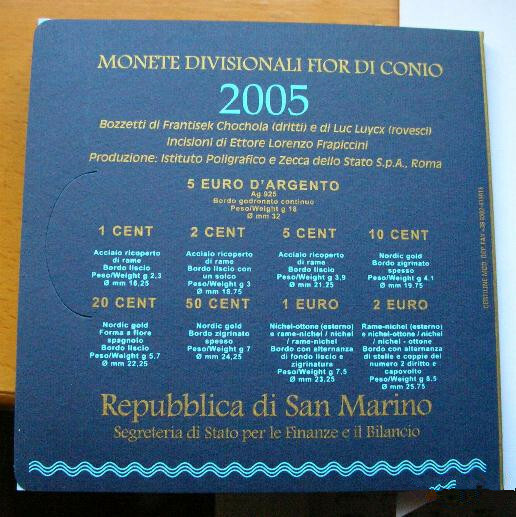 MONETE DIVISIONALI FIOR DI CONIO
2005
Bozzetti di Frantisek Chochola (dritti) e di Luc Luycx (rovesci)
Incisioni di Ettore Lorenzo Frapiccini
Produzione: Istituto Poligrafico e Zecca dello Stato S.p.A., Roma
5 EURO D'ARGENTO
Ag 925
Bordo godronato continuo
Peso/Weight g 18
Ø mm 32
1 CENT
Acciaio ricoperto
di rame
Bordo liscio
Peso/Weight g 2,3
Ø mm 16,25
2 CENT
Acciaio ricoperto
di rame
Bordo liscio con
un solco
Peso/Weight g 3
Ø mm 18,75
5 CENT
Acciaio ricoperto
di rame
Bordo liscio
Peso/Weight g 3,9
Ø mm 21,25
10 CENT
Nordic gold
Bordo zigrinato
spesso
Peso/Weight g 4.1
Ø mm 19.75
20 CENT
Nordic gold
Forma a fiore
spagnolo
Bordo liscio
Peso/Weight g 5,7
Ø mm 22,25
50 CENT
Nordic gold
Bordo zigrinato
spesso
Peso/Weight g 7
Ø mm 24,25
1 EURO
Nichel-ottone (esterno)
e rame-nichel / nichel
/ rame-nichel
Bordo con alternanza
di fondo liscio e
zigrinatura
Peso/Weight g 7,5
Ø mm 23,25
2 EURO
Rame-nichel (esterno)
e nichel-ottone / nichel
/ nichel - ottone
Bordo con alternanza
di stelle e coppie del
numero 2 diritto e
capovolto
Peso/Weight g 8.5
Ø mm 25.75
Repubblica di San Marino
Segreteria di Stato per le Finanze e il Bilancio